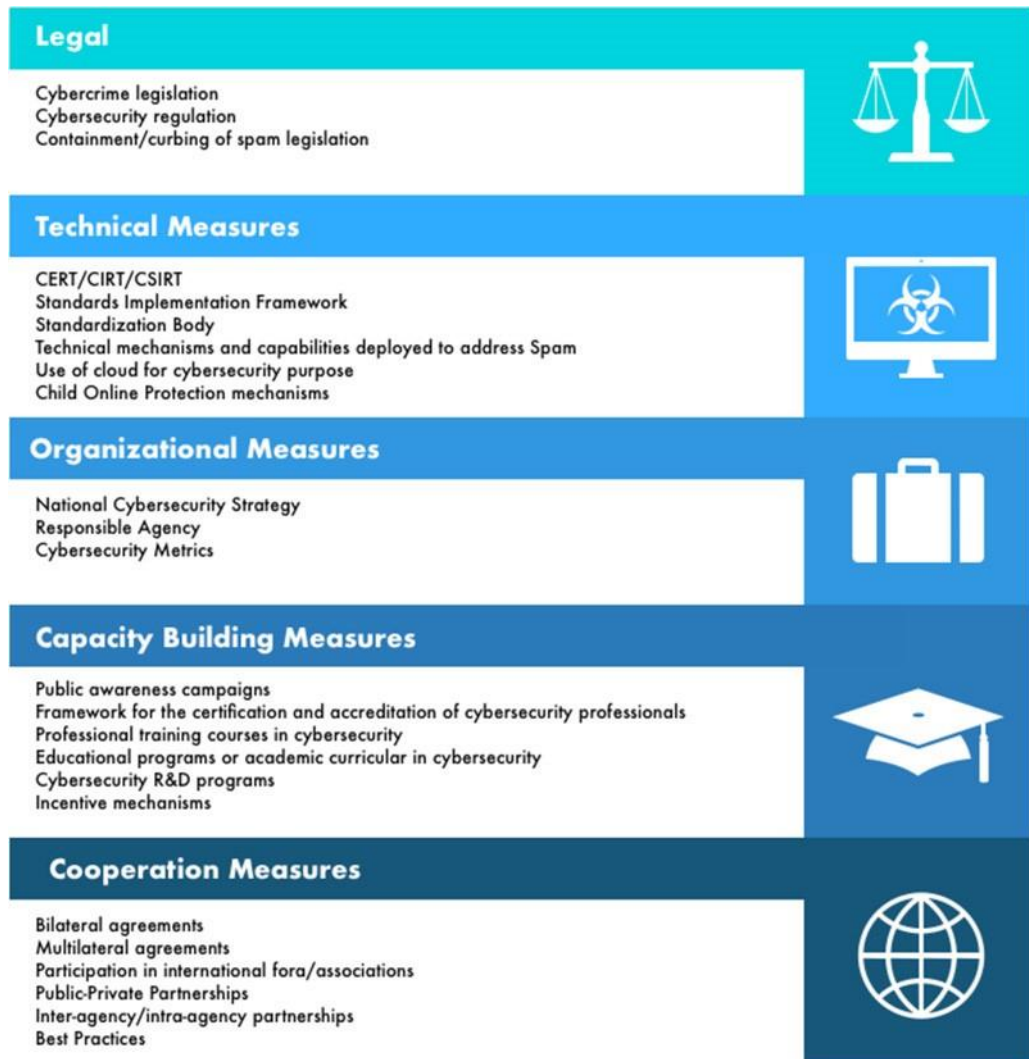 Legal
Cybercrime legislation
Cybersecurity regulation
Containment/curbing of spam legislation
Technical Measures
CERT/CIRT/CSIRT
Standards Implementation Framework
Standardization Body
Technical mechanisms and capabilities deployed to address Spam
Use of cloud for cybersecurity purpose
Child Online Protection mechanisms
Organizational Measures
National Cybersecurity Strategy
Responsible Agency
Cybersecurity Metrics
Capacity Building Measures
Public awareness campaigns
Framework for the certification and accreditation of cybersecurity professionals
Professional training courses in cybersecurity
Educational programs or academic curricular in cybersecurity
Cybersecurity R&D programs
Incentive mechanisms
Cooperation Measures
Bilateral agreements
Multilateral agreements
Participation in international fora/associations
Public-Private Partnerships
Inter-agency/intra-agency partnerships
Best Practices